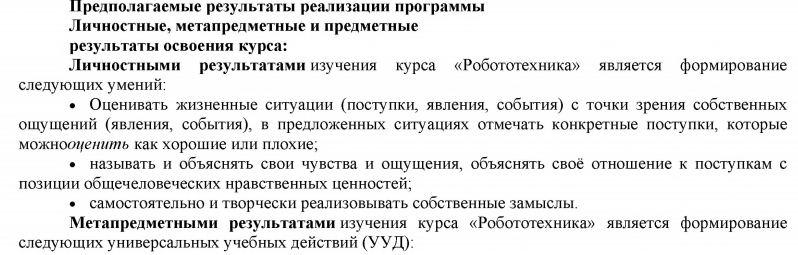 Предполагаемые результаты реализации программы
Личностные, метапредметные и предметные
результаты освоения курса:
Личностными результатами изучения курса «Робототехника» является формирование
следующих умений:
• Оценивать жизненные ситуации (поступки, явления, события) с точки зрения собственных
ощущений (явления, события), в предложенных ситуациях отмечать конкретные поступки, которые
можнооценить как хорошие или плохие;
• называть и объяснять свои чувства и ощущения, объяснять своё отношение к поступкам с
позиции общечеловеческих нравственных ценностей;
• самостоятельно и творчески реализовывать собственные замыслы.
Метапредметными результатами изучения курса «Робототехника» является формирование
следующих универсальных учебных действий (УУД):